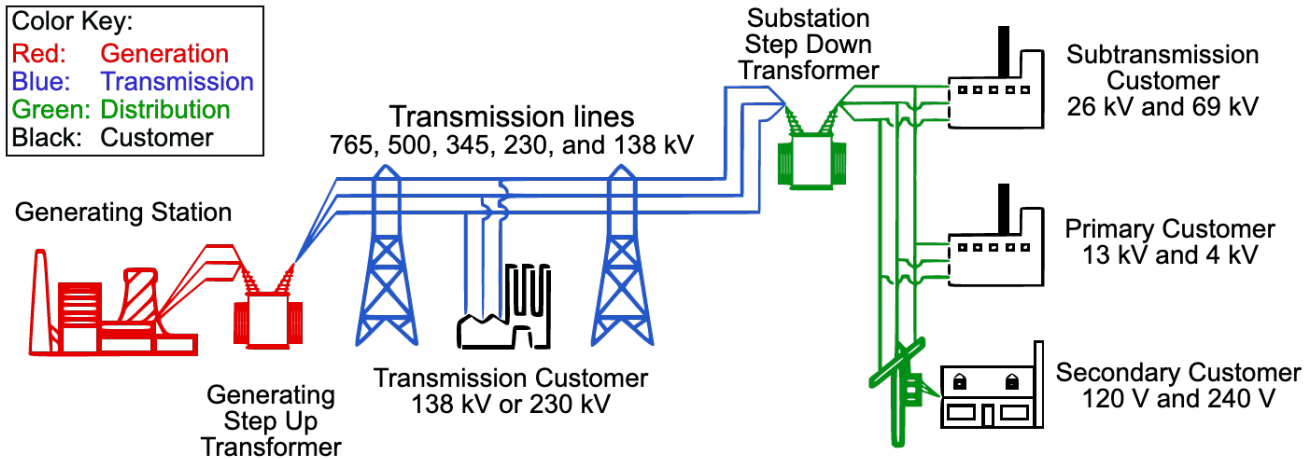 Color Key:
Red: Generation
Blue: Transmission
Green: Distribution
Black: Customer
Substation
Step Down
Transformer
Subtransmission
Customer
26 kV and 69 kV
Transmission lines
765, 500, 345, 230, and 138 kV
Generating Station
Primary Customer
13 kV and 4 kV
Generating
Step Up
Transformer
Transmission Customer
138 kV or 230 kV
Secondary Customer
120 V and 240 V